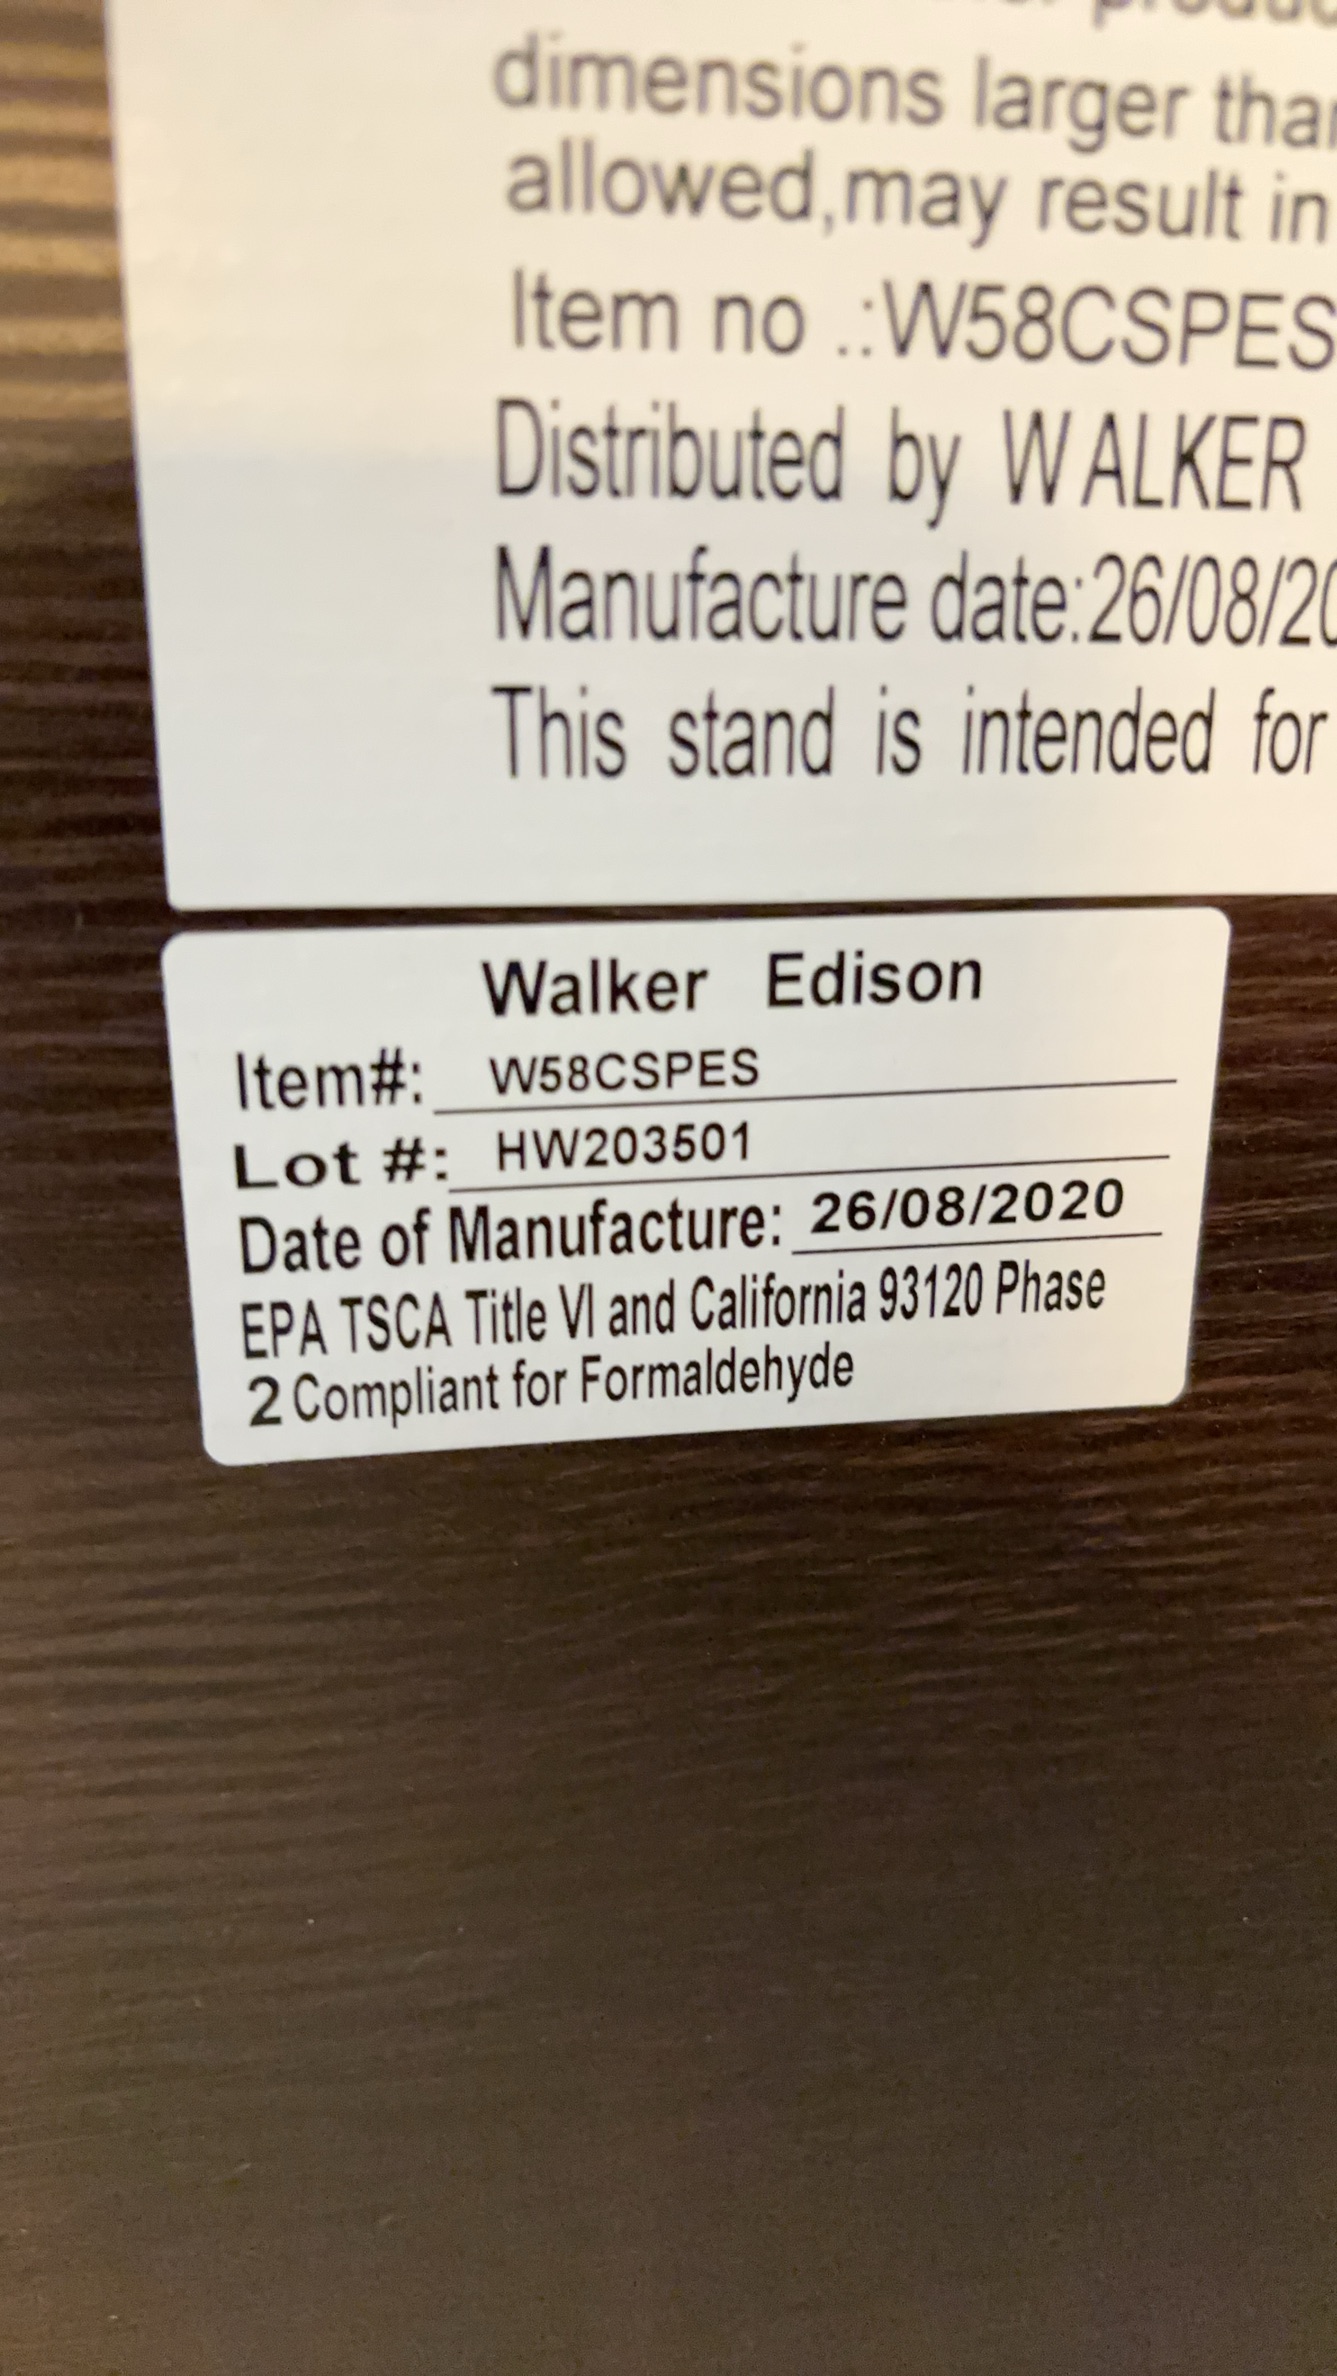 dimensions larger
allowed,may result in
Item no .:W58CSPES
Distributed by WALKER
Manufacture date:26/08/20
This stand is intended for
Walker Edison
Item#: W58CSPES
Lot #: HW203501
Date of Manufacture: 26/08/2020
EPA TSCA Title VI and California 93120 Phase
2 Compliant for Formaldehyde